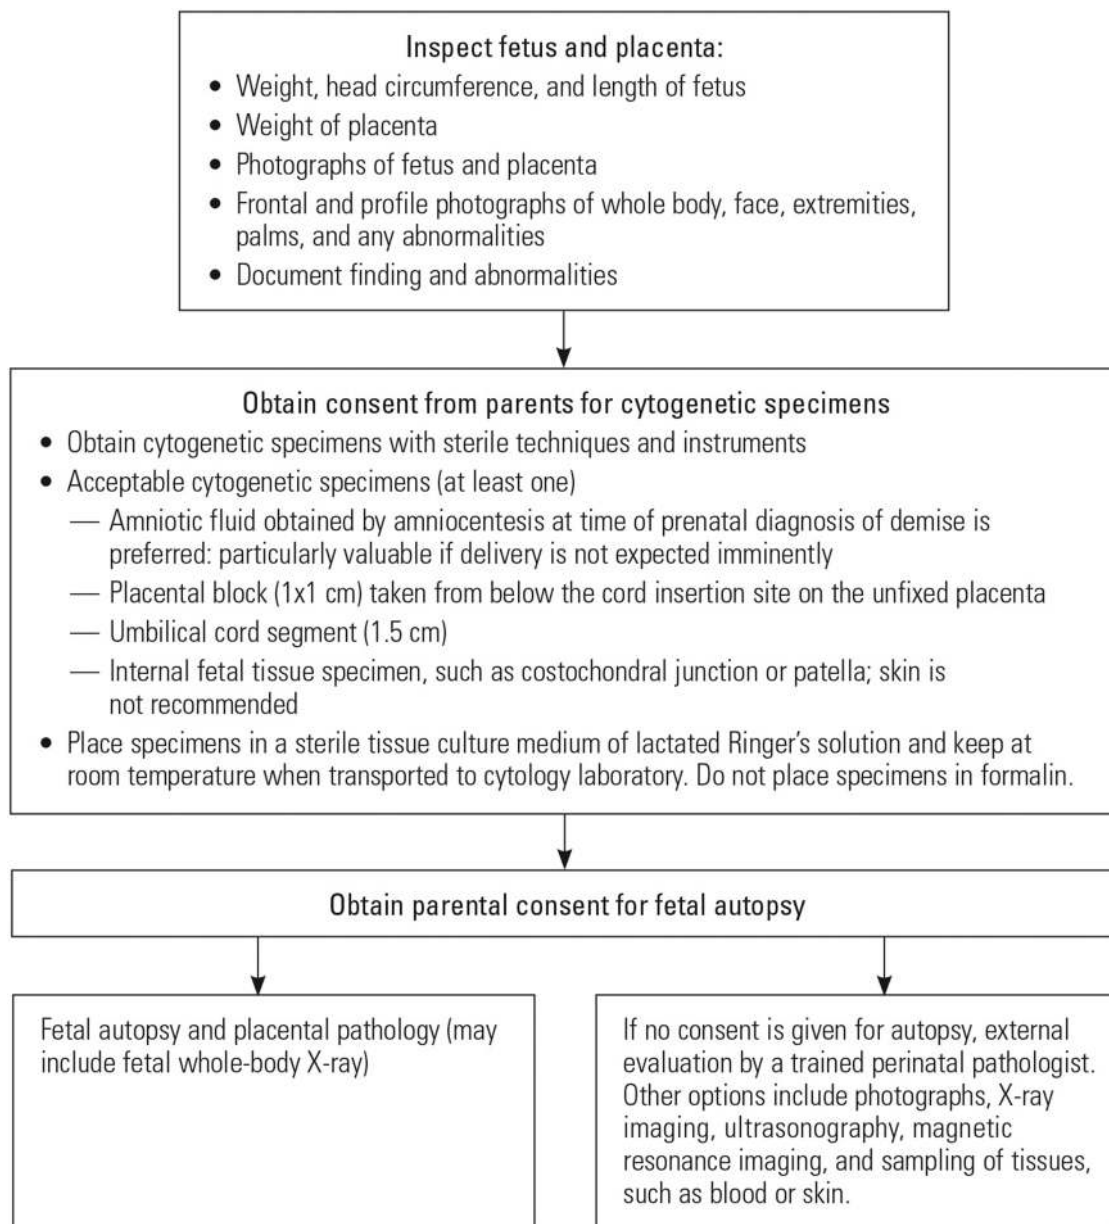 Inspect fetus and placenta:
• Weight, head circumference, and length of fetus
• Weight of placenta
• Photographs of fetus and placenta
• Frontal and profile photographs of whole body, face, extremities,
palms, and any abnormalities
• Document finding and abnormalities
Obtain consent from parents for cytogenetic specimens
• Obtain cytogenetic specimens with sterile techniques and instruments
• Acceptable cytogenetic specimens (at least one)
— Amniotic fluid obtained by amniocentesis at time of prenatal diagnosis of demise is
preferred: particularly valuable if delivery is not expected imminently
— Placental block (1x1 cm) taken from below the cord insertion site on the unfixed placenta
— Umbilical cord segment (1.5 cm)
— Internal fetal tissue specimen, such as costochondral junction or patella; skin is
not recommended
• Place specimens in a sterile tissue culture medium of lactated Ringer's solution and keep at
room temperature when transported to cytology laboratory. Do not place specimens in formalin.
Obtain parental consent for fetal autopsy
Fetal autopsy and placental pathology (may
include fetal whole-body X-ray)
If no consent is given for autopsy, external
evaluation by a trained perinatal pathologist.
Other options include photographs, X-ray
imaging, ultrasonography, magnetic
resonance imaging, and sampling of tissues,
such as blood or skin.